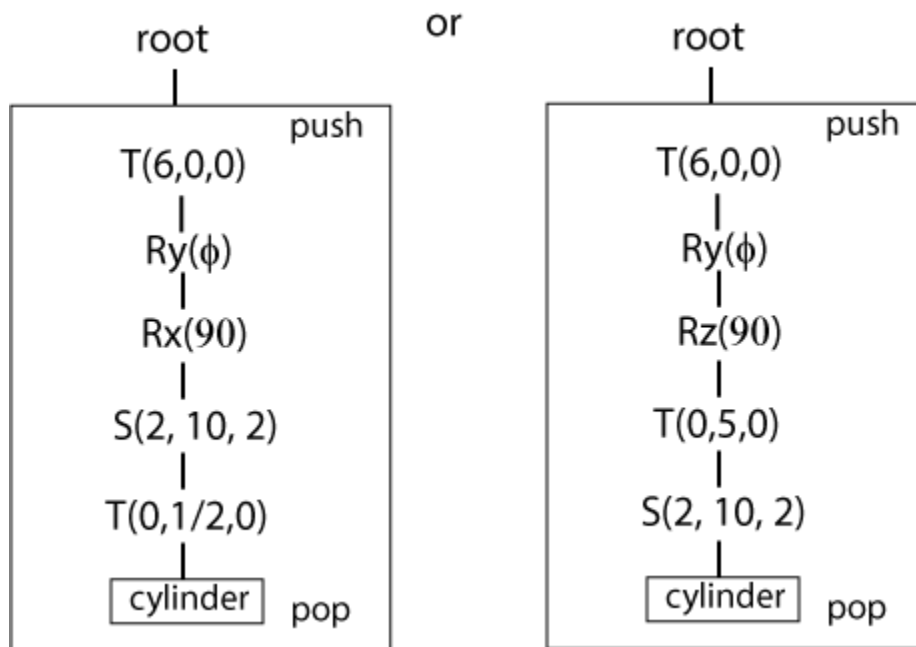 or
root
push
T(6,0,0)
Ry(ϕ)
Rx(90)
S(2, 10, 2)
T(0,1/2,0)
cylinder
pop
root
push
T(6,0,0)
Ry(ϕ)
Rz(90)
T(0,5,0)
S(2, 10, 2)
cylinder
pop